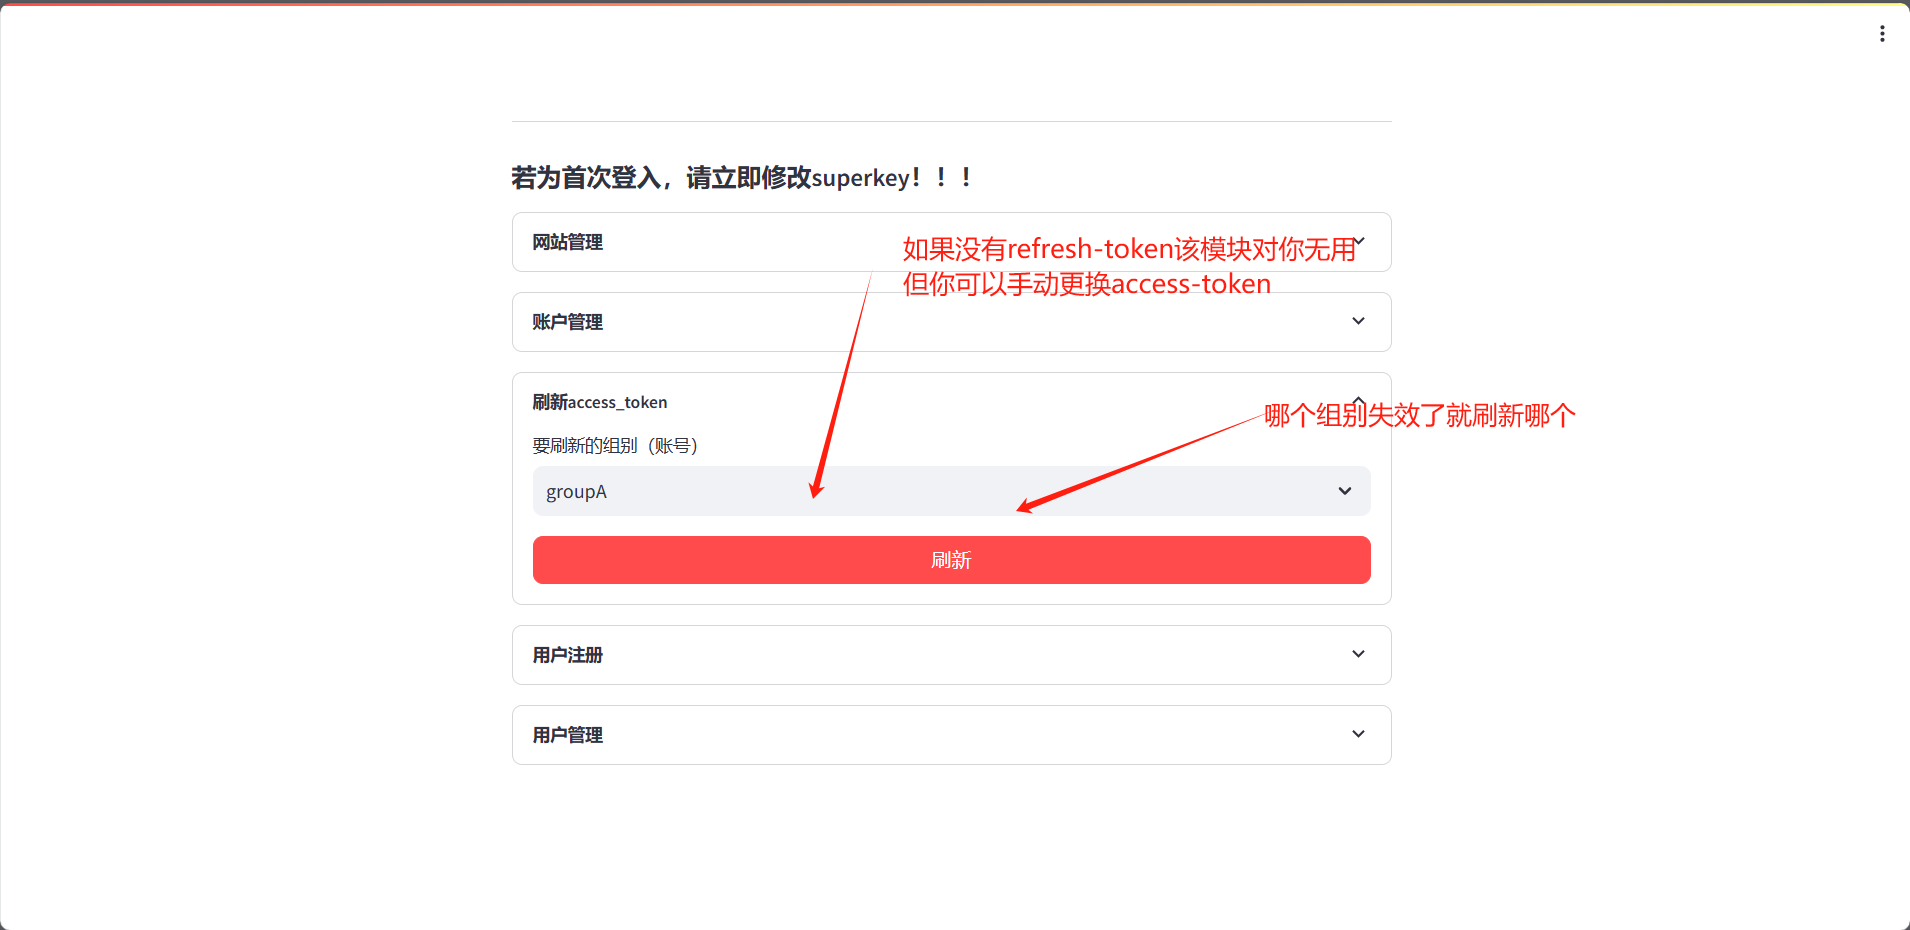 若为首次登入，请立即修改superkey！！！
网站管理
如果没有refresh-token该模块对你无用
但你可以手动更换access-token
账户管理
刷新access_token
哪个组别失效了就刷新哪个
要刷新的组别（账号）
groupA
刷新
用户注册
用户管理